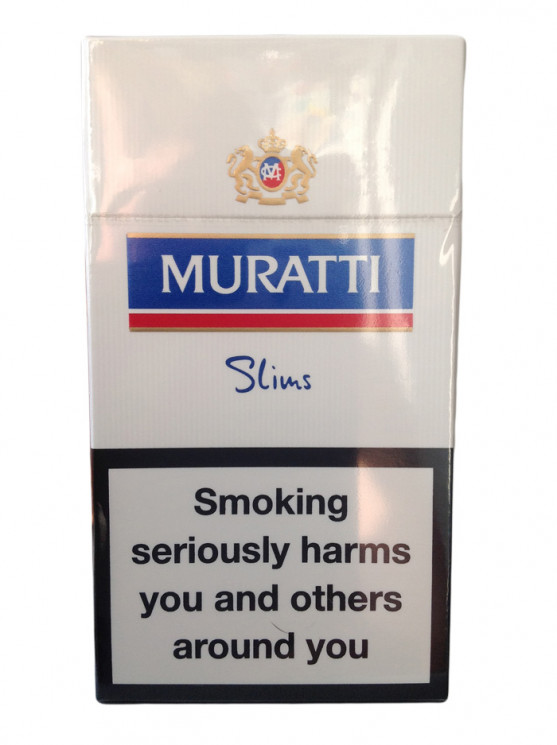 MURATTI
Slims
Smoking
seriously harms
you and others
around you